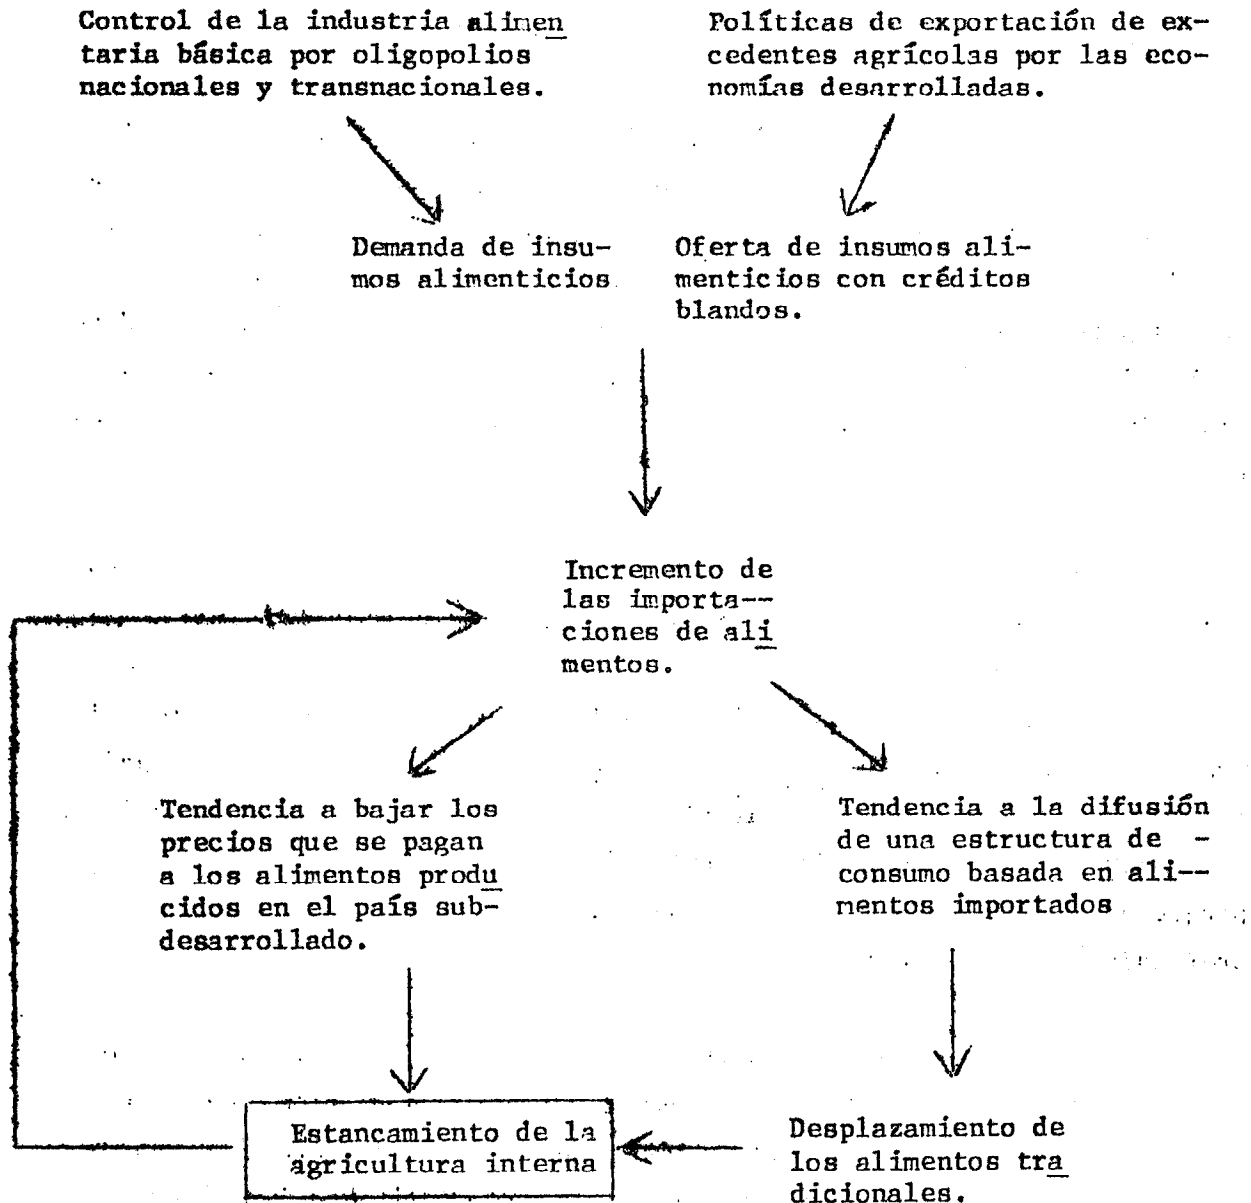 Control de la industria alimen
taria básica por oligopolios
nacionales y transnacionales.
Políticas de exportación de ex-
cedentes agrícolas por las eco-
nomías desarrolladas.
Demanda de insu-
mos alimenticios
Oferta de insumos ali-
menticios con créditos
blandos.
Incremento de
las importa--
ciones de ali
mentos.
Tendencia a bajar los
precios que se pagan
a los alimentos produ
cidos en el país sub-
desarrollado.
Tendencia a la difusión
de una estructura de -
consumo basada en ali--
mentos importados
Estancamiento de la
agricultura interna
Desplazamiento de
los alimentos tra
dicionales.